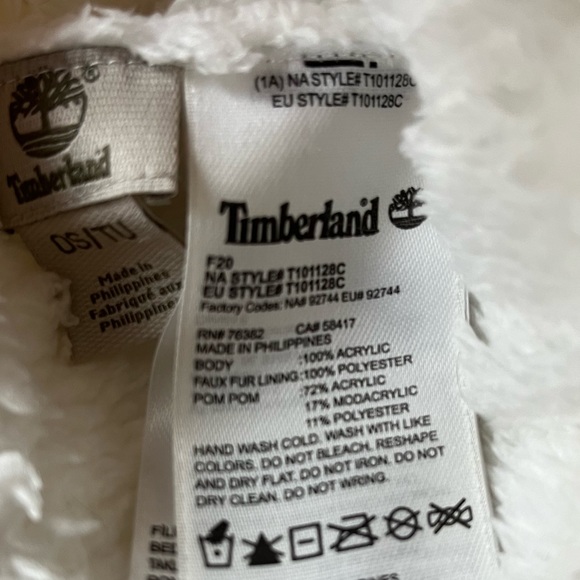 Timberland
®
OS/TU
Made in
Philippines
Fabriqué aux
Philippines
(1A) NA STYLE# T101128C
EU STYLE# T101128C
Timberland
F20
NA STYLE# T101128C
EU STYLE# T101128C
Factory Codes: NA# 92744 EU# 92744
RN# 76362 CA# 58417
MADE IN PHILIPPINES
BODY :100% ACRYLIC
FAUX FUR LINING :100% POLYESTER
POM POM :72% ACRYLIC
17% MODACRYLIC
11% POLYESTER
HAND WASH COLD. WASH WITH LIKE
COLORS. DO NOT BLEACH. RESHAPE
AND DRY FLAT. DO NOT IRON. DO NOT
DRY CLEAN. DO NOT WRING.